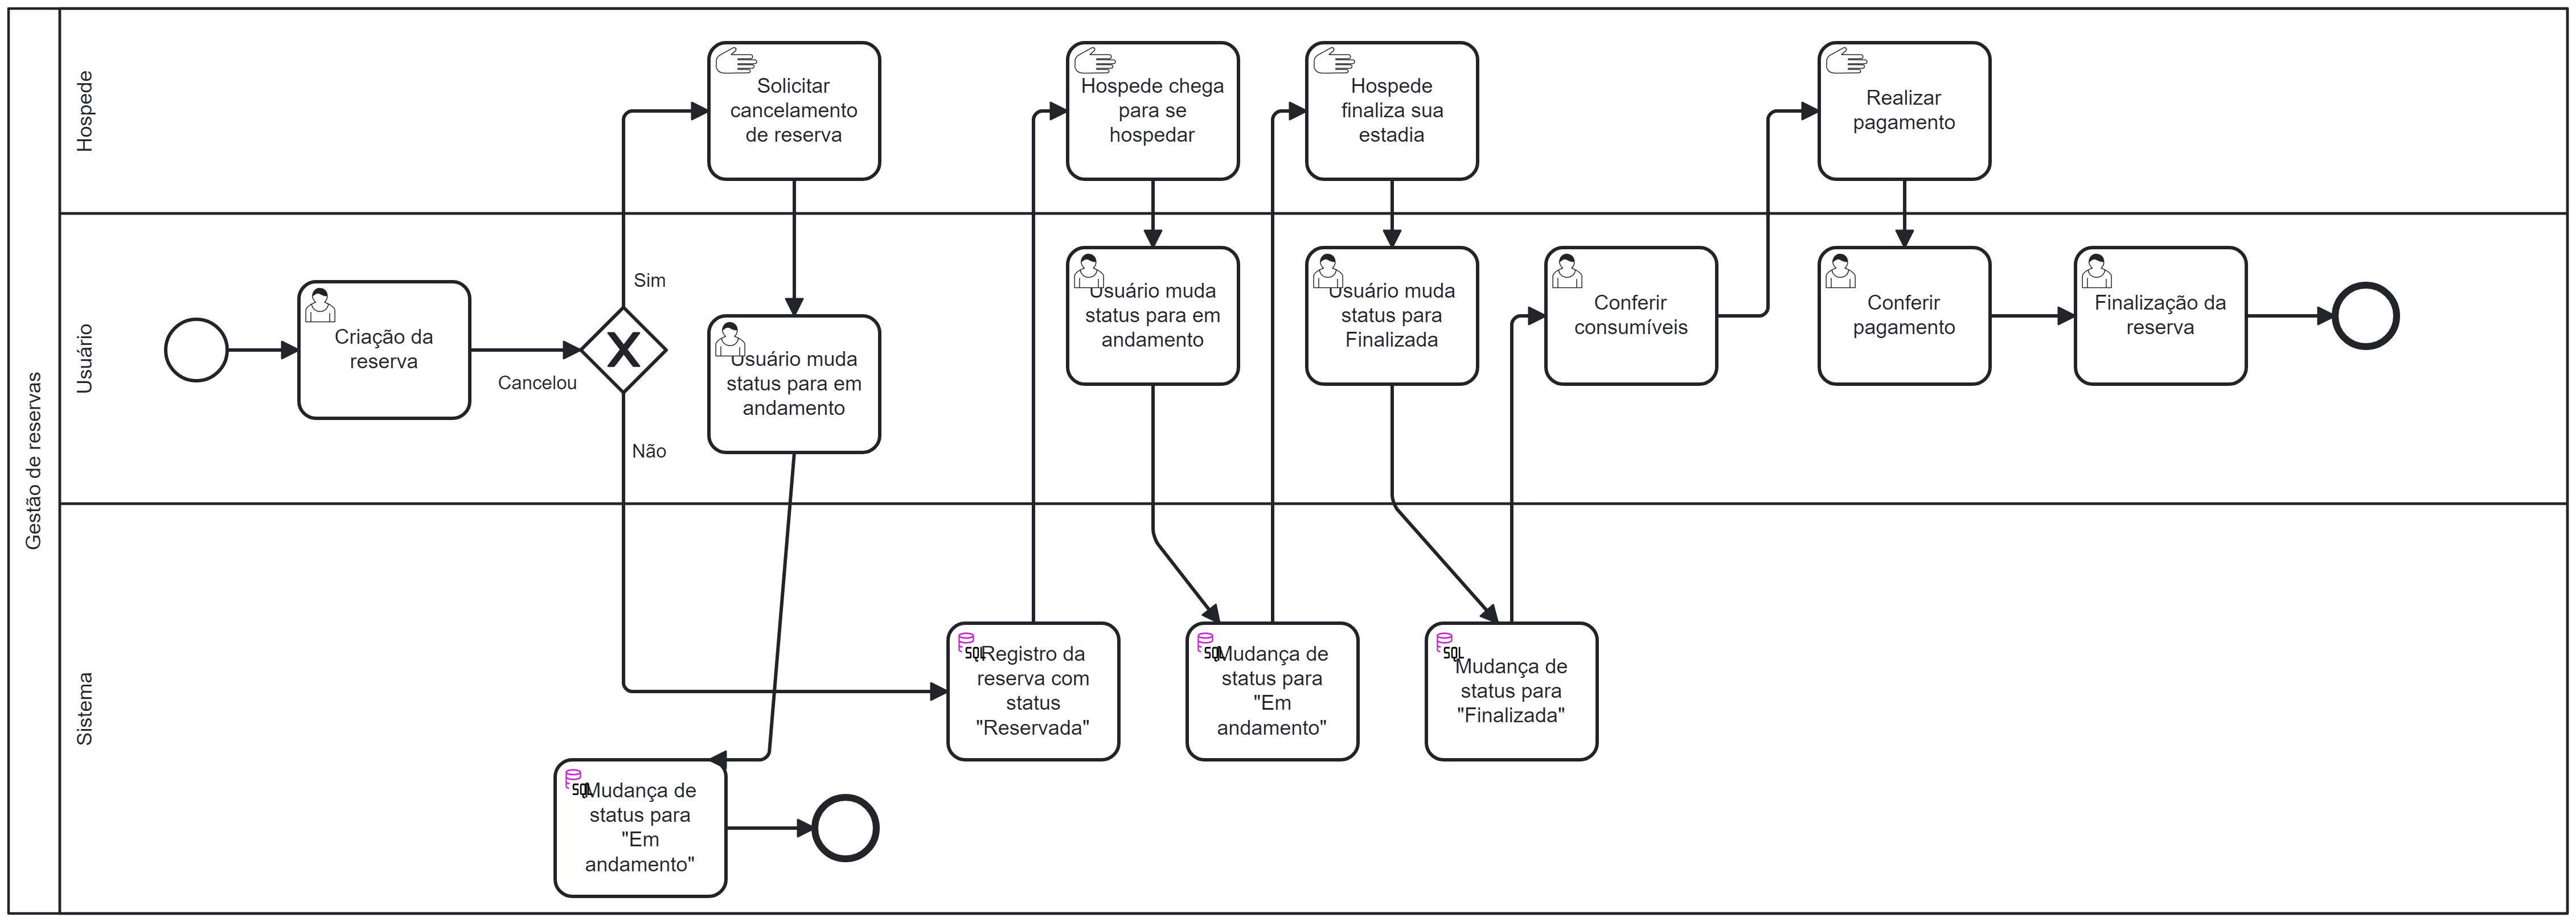 Gestão de reservas
Hospede
Solicitar
cancelamento
de reserva
Hospede chega
para se
hospedar
Hospede
finaliza sua
estadia
Realizar
pagamento
Usuário
Criação da
reserva
Cancelou
Sim
Não
Usuário muda
status para em
andamento
Usuário muda
status para em
andamento
Usuário muda
status para
Finalizada
Conferir
consumíveis
Conferir
pagamento
Finalização da
reserva
Sistema
SQL
Registro da
reserva com
status
"Reservada"
SQL
Mudança de
status para
"Em
andamento"
SQL
Mudança de
status para
"Finalizada"
SQL
Mudança de
status para
"Em
andamento"